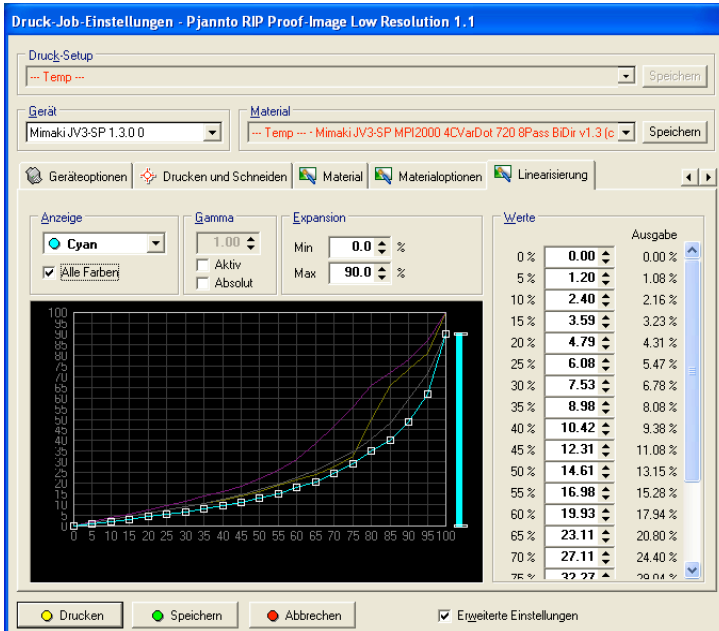 Druck-Job-Einstellungen - Pjannto RIP Proof-Image Low Resolution 1.1
Druck-Setup
--- Temp ---
Speichern
Gerät
Mimaki JV3-SP 1.3.0 0
Material
--- Temp --- - Mimaki JV3-SP MPI2000 4CVarDot 720 8Pass BiDir v1.3 (c
Speichern
Geräteoptionen
Drucken und Schneiden
Material
Materialoptionen
Linearisierung
Anzeige
Cyan
Alle Farben
Gamma
1.00
Aktiv
Absolut
Expansion
Min 0.0 %
Max 90.0 %
100
95
90
85
80
75
70
65
60
55
50
45
40
35
30
25
20
15
10
5
0
0 5 10 15 20 25 30 35 40 45 50 55 60 65 70 75 80 85 90 95 100
Werte
Ausgabe
0 % 0.00 0.00 %
5 % 1.20 1.08 %
10 % 2.40 2.16 %
15 % 3.59 3.23 %
20 % 4.79 4.31 %
25 % 6.08 5.47 %
30 % 7.53 6.78 %
35 % 8.98 8.08 %
40 % 10.42 9.38 %
45 % 12.31 11.08 %
50 % 14.61 13.15 %
55 % 16.98 15.28 %
60 % 19.93 17.94 %
65 % 23.11 20.80 %
70 % 27.11 24.40 %
75 % 32.27 29.04 %
Drucken
Speichern
Abbrechen
Erweiterte Einstellungen